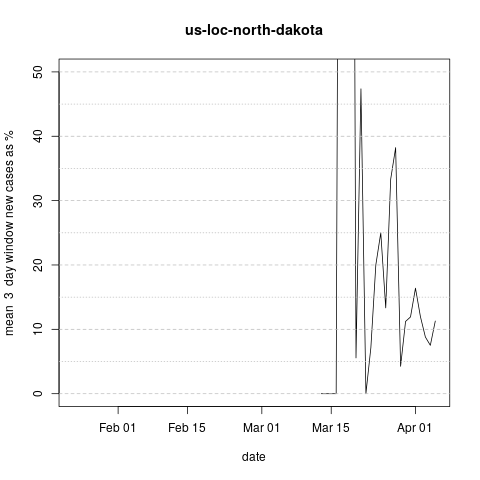 us-loc-north-dakota
mean 3 day window new cases as %
50
40
30
20
10
0
Feb 01 Feb 15 Mar 01 Mar 15 Apr 01
date